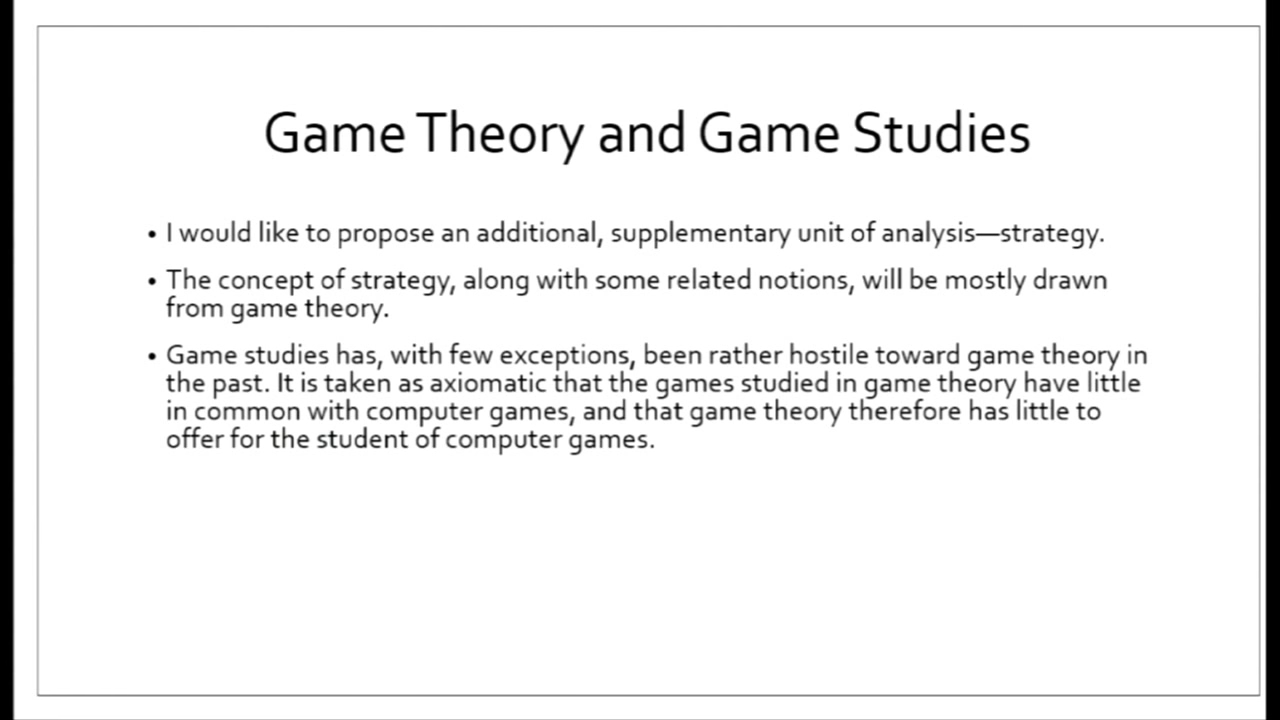 Game Theory and Game Studies
• I would like to propose an additional, supplementary unit of analysis—strategy.
• The concept of strategy, along with some related notions, will be mostly drawn
from game theory.
• Game studies has, with few exceptions, been rather hostile toward game theory in
the past. It is taken as axiomatic that the games studied in game theory have little
in common with computer games, and that game theory therefore has little to
offer for the student of computer games.